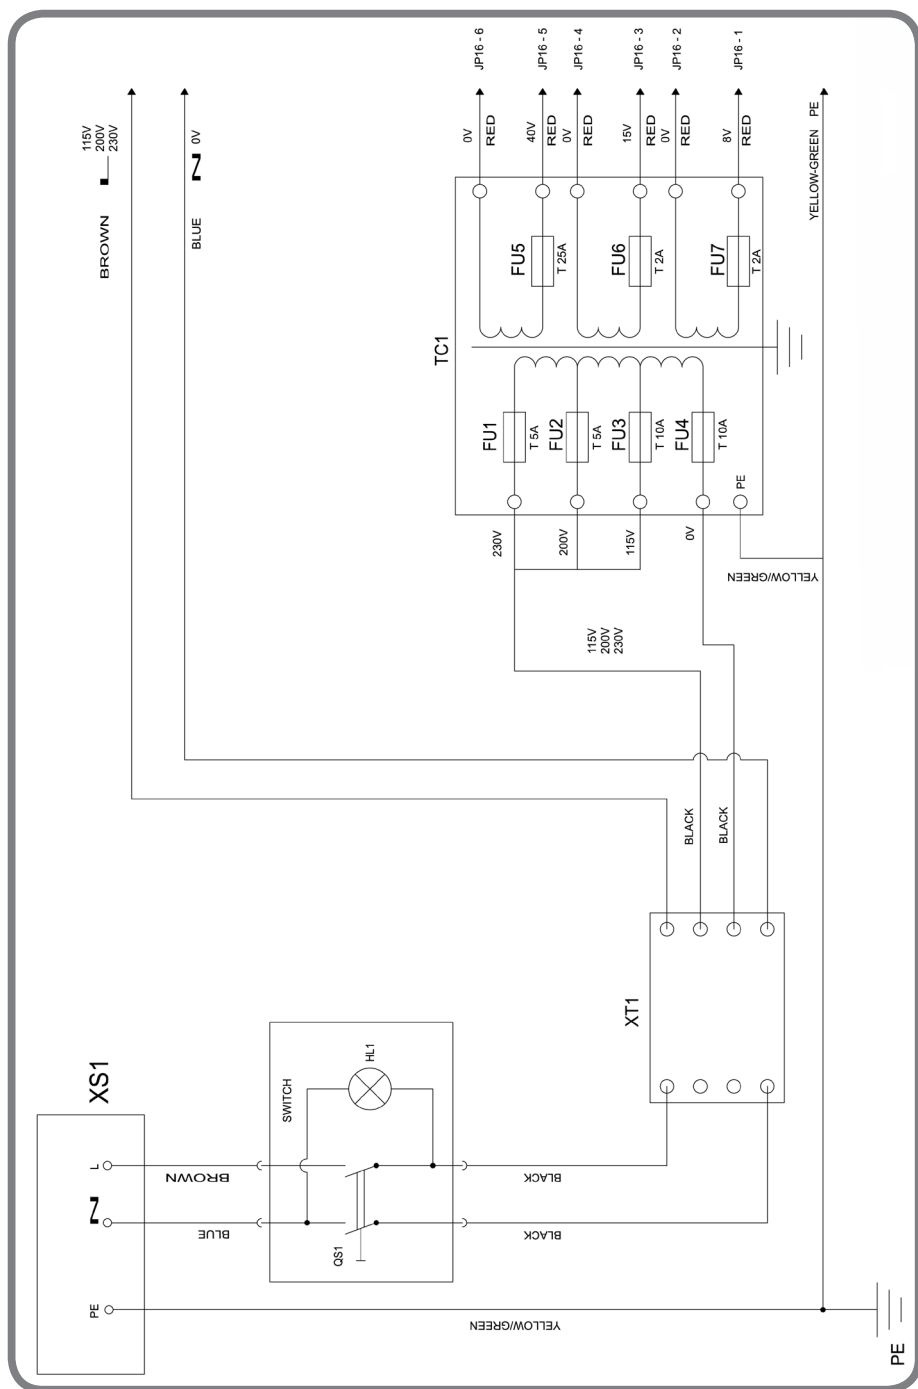 JP16 - 6
JP16 - 5
JP16 - 4
JP16 - 3
JP16 - 2
JP16 - 1
115V
200V
230V
L
BROWN
N
0V
BLUE
0V
RED
40V
RED
0V
RED
15V
RED
0V
RED
8V
RED
YELLOW-GREEN PE
TC1
FU5
T 25A
FU6
T 2A
FU7
T 2A
FU1
T 5A
FU2
T 5A
FU3
T 10A
FU4
T 10A
PE
230V
200V
115V
0V
YELLOW/GREEN
115V
200V
230V
BLACK
BLACK
XT1
XS1
L
N
PE
SWITCH
HL1
QS1
BROWN
BLUE
BLACK
BLACK
YELLOW/GREEN
PE